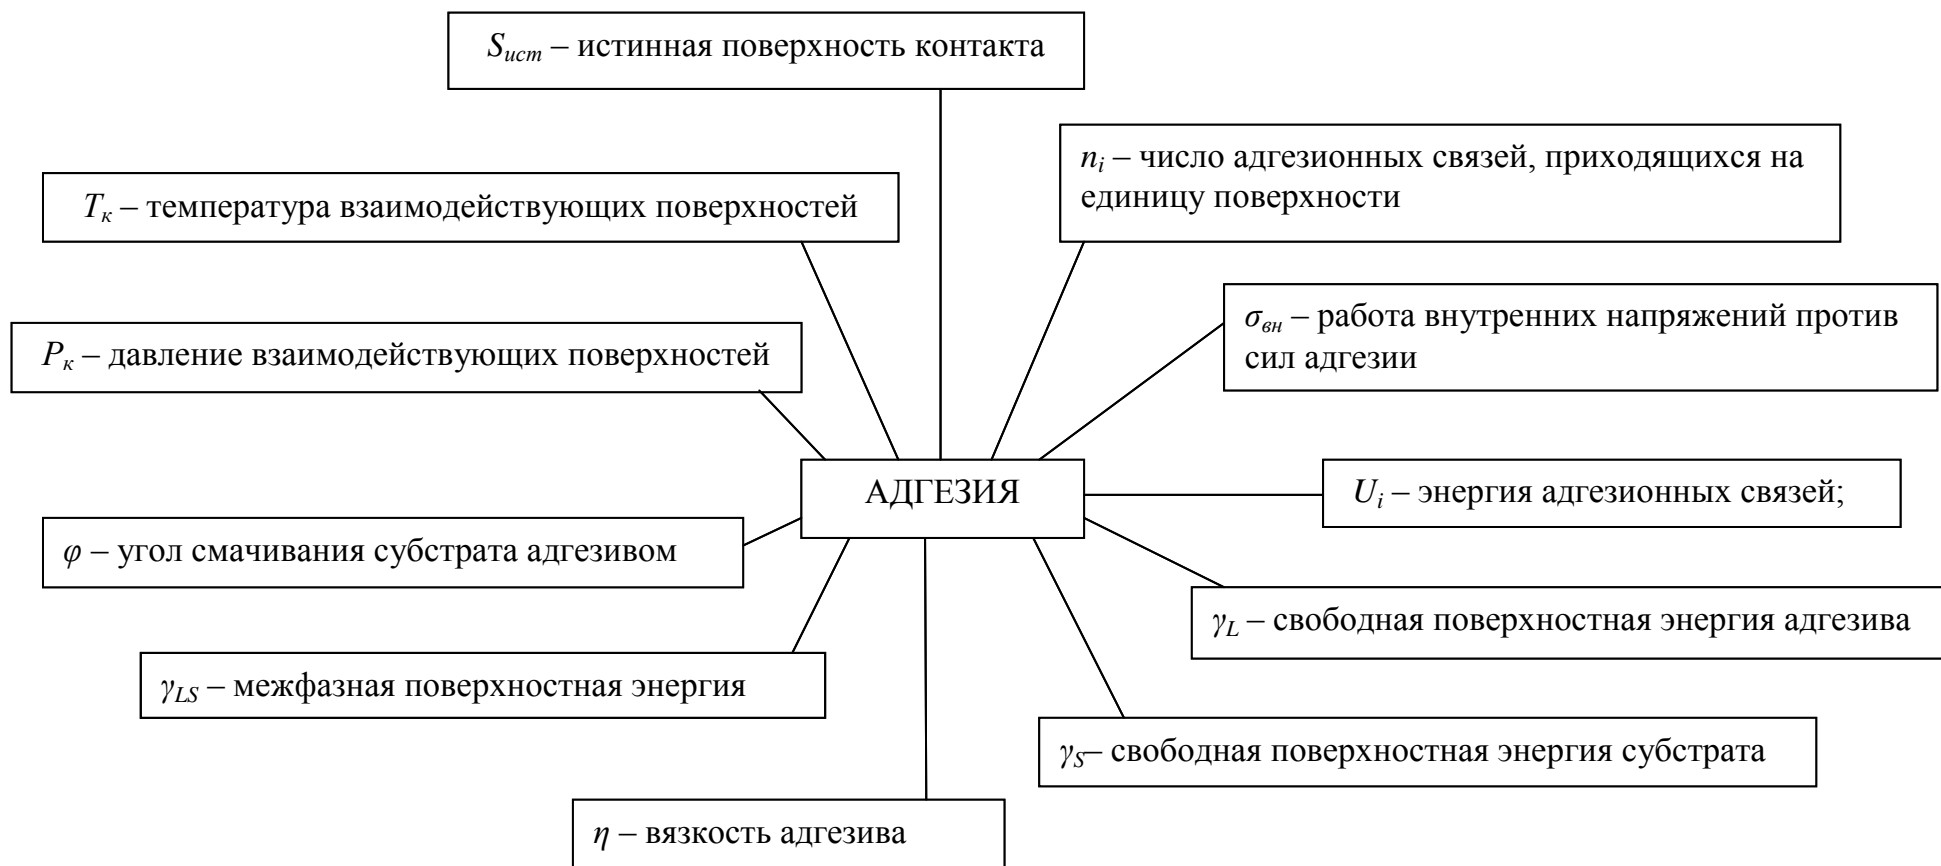 S_ист – истинная поверхность контакта
n_i – число адгезионных связей, приходящихся на
единицу поверхности
T_к – температура взаимодействующих поверхностей
σ_вн – работа внутренних напряжений против
сил адгезии
P_к – давление взаимодействующих поверхностей
АДГЕЗИЯ
U_i – энергия адгезионных связей;
φ – угол смачивания субстрата адгезивом
γ_L – свободная поверхностная энергия адгезива
γ_LS – межфазная поверхностная энергия
γ_S– свободная поверхностная энергия субстрата
η – вязкость адгезива